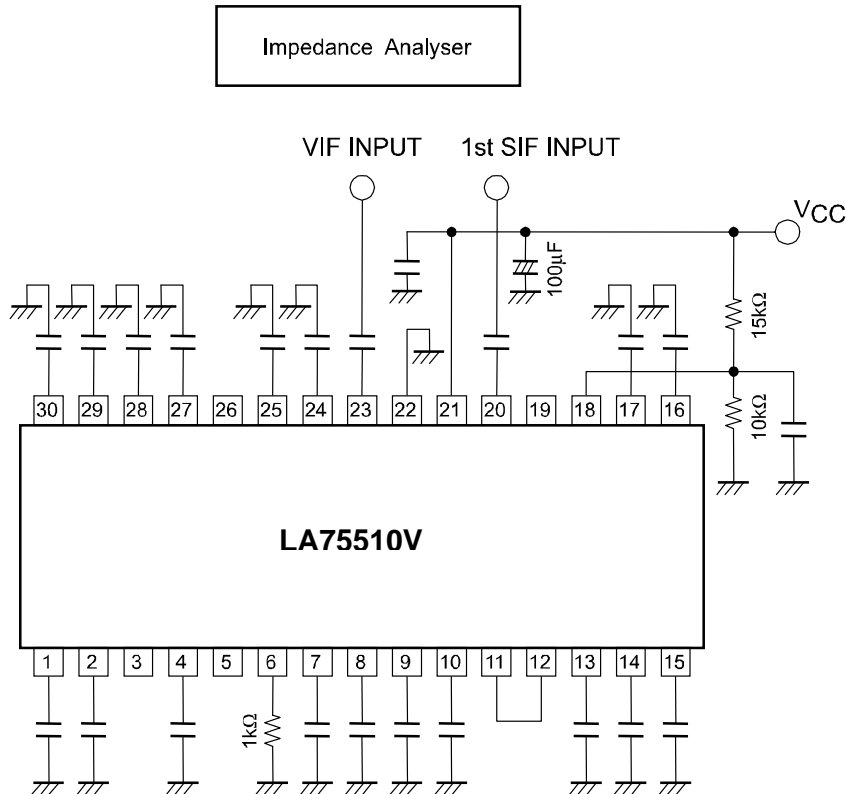 Impedance Analyser
VIF INPUT
1st SIF INPUT
VCC
100μF
15kΩ
10kΩ
30 29 28 27 26 25 24 23 22 21 20 19 18 17 16
LA75510V
1 2 3 4 5 6 7 8 9 10 11 12 13 14 15
1kΩ